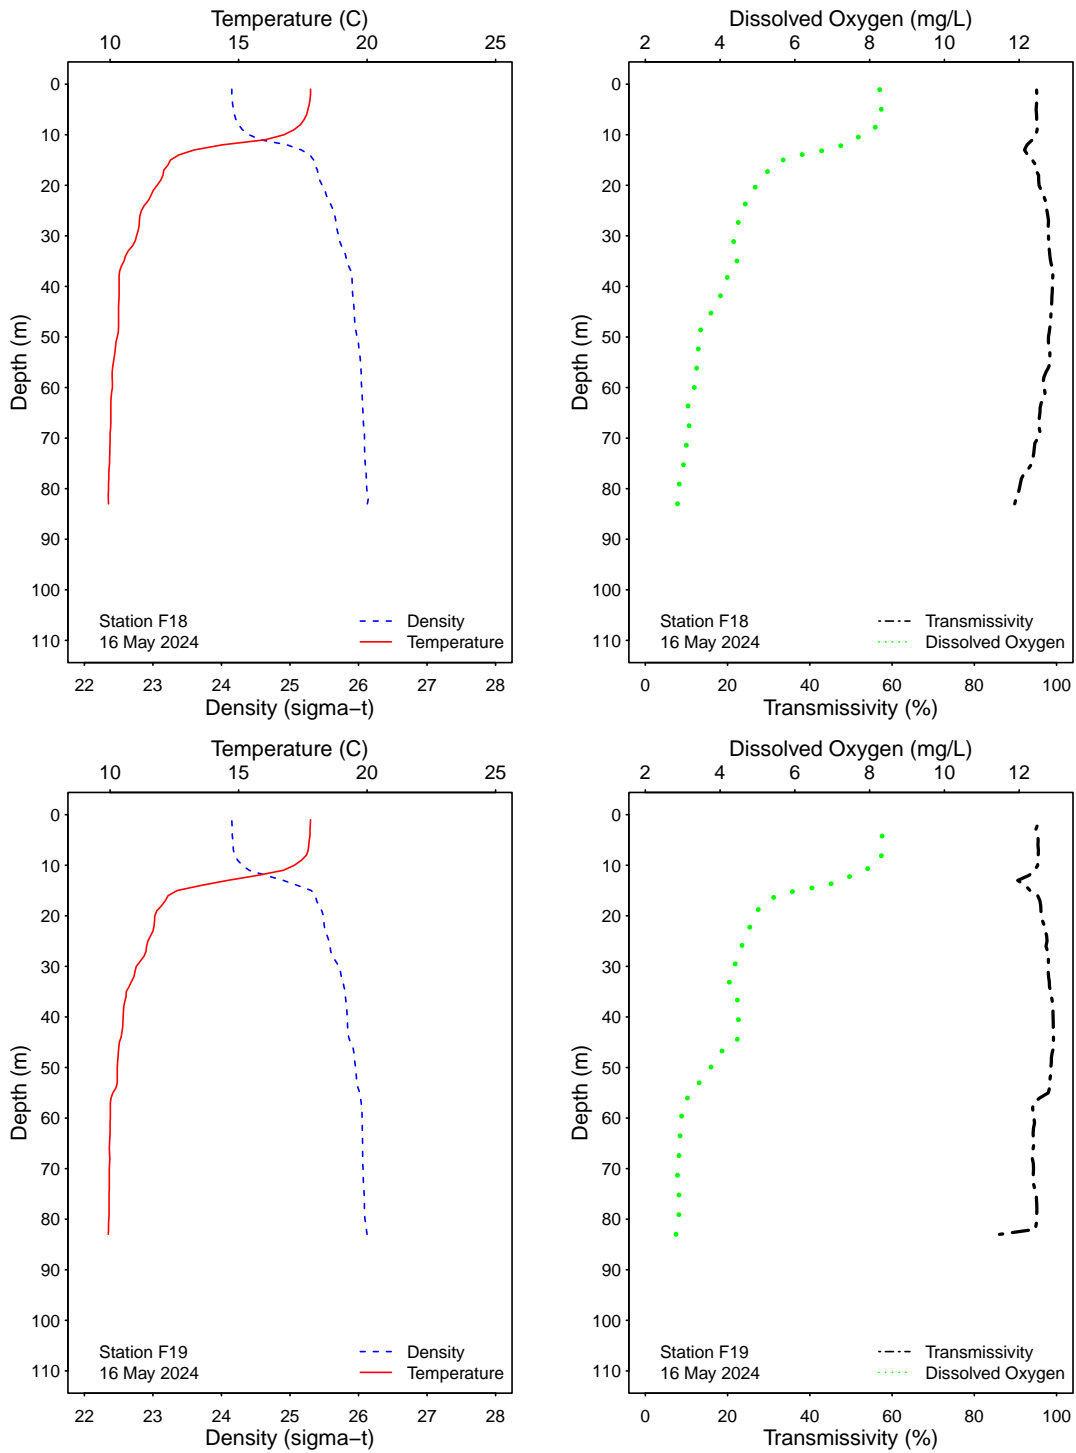 Temperature (C)
10 15 20 25
0
10
20
30
40
50
60
70
80
90
100
110
Depth (m)
Station F18
16 May 2024
Density
Temperature
22 23 24 25 26 27 28
Density (sigma−t)
Dissolved Oxygen (mg/L)
2 4 6 8 10 12
0
10
20
30
40
50
60
70
80
90
100
110
Depth (m)
Station F18
16 May 2024
Transmissivity
Dissolved Oxygen
0 20 40 60 80 100
Transmissivity (%)
Temperature (C)
10 15 20 25
0
10
20
30
40
50
60
70
80
90
100
110
Depth (m)
Station F19
16 May 2024
Density
Temperature
22 23 24 25 26 27 28
Density (sigma−t)
Dissolved Oxygen (mg/L)
2 4 6 8 10 12
0
10
20
30
40
50
60
70
80
90
100
110
Depth (m)
Station F19
16 May 2024
Transmissivity
Dissolved Oxygen
0 20 40 60 80 100
Transmissivity (%)